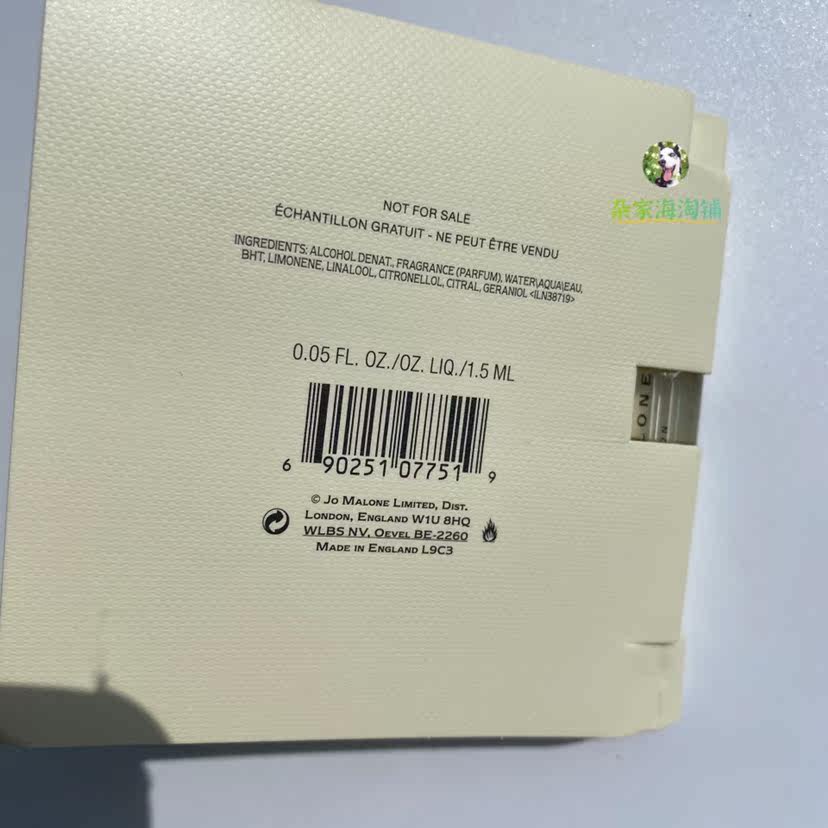 NOT FOR SALE
ÉCHANTILLON GRATUIT - NE PEUT ÊTRE VENDU
INGREDIENTS: ALCOHOL DENAT., FRAGRANCE (PARFUM), WATER\AQUA\EAU,
BHT, LIMONENE, LINALOOL, CITRONELLOL, CITRAL, GERANIOL <ILN38719>
0.05 FL. OZ./OZ. LIQ./1.5 ML
6 90251 07751 9
© JO MALONE LIMITED, DIST.
LONDON, ENGLAND W1U 8HQ
WLBS NV, OEVEL BE-2260
MADE IN ENGLAND L9C3
朵家海淘铺
LONE
ON